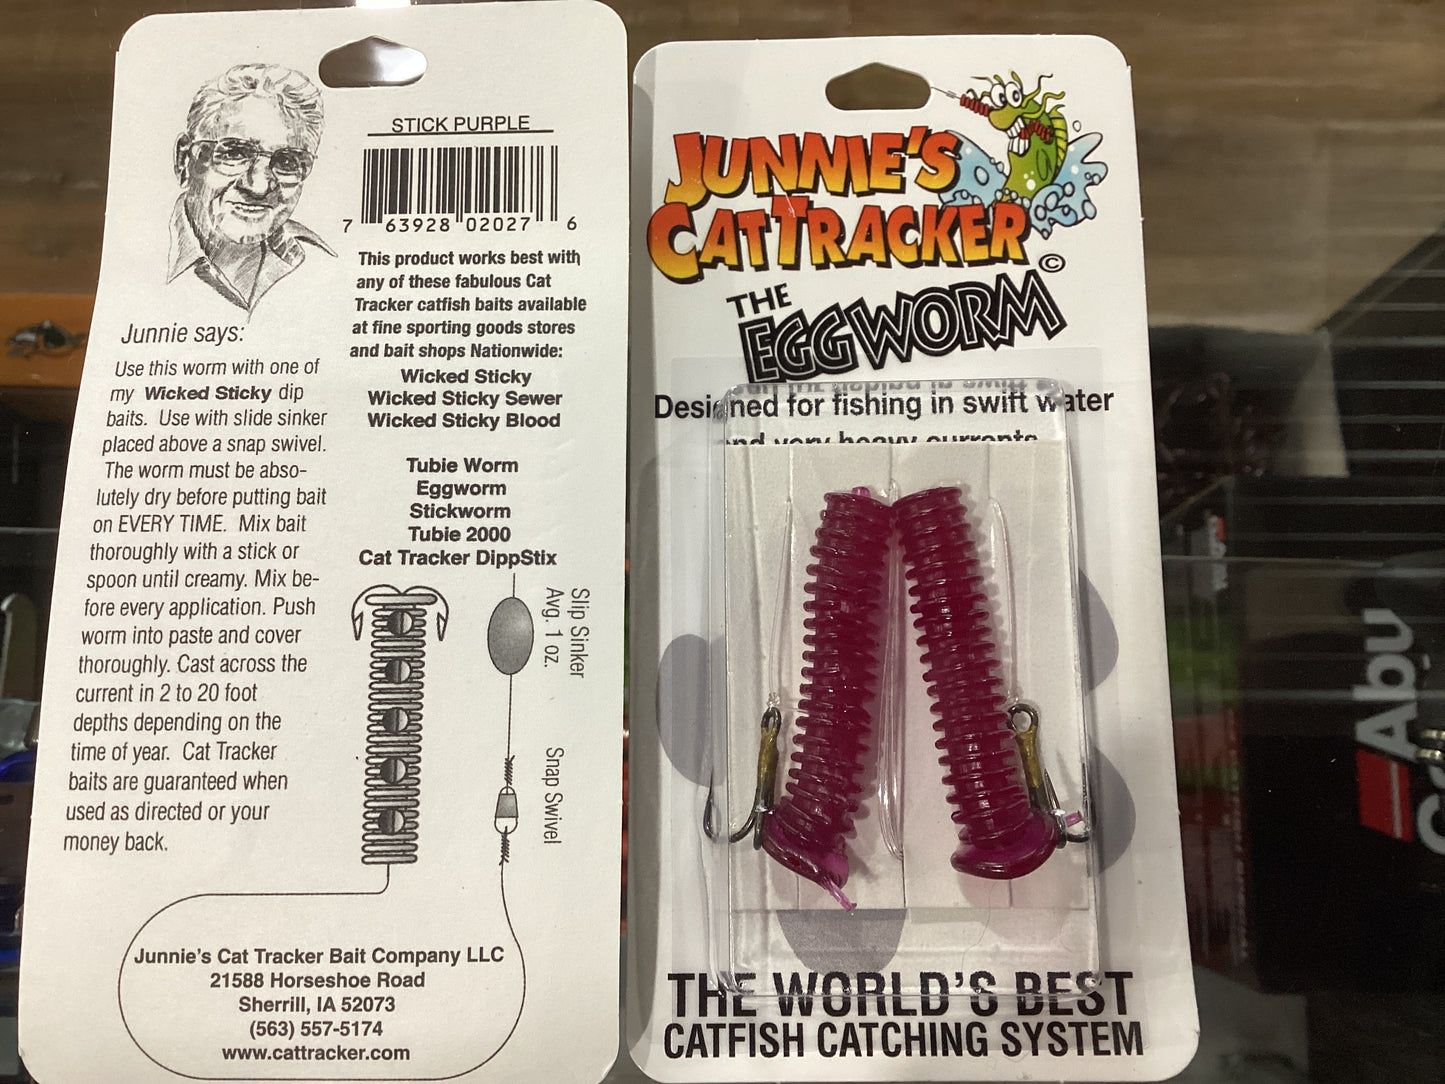 STICK PURPLE
7 63928 02027 6
This product works best with
any of these fabulous Cat
Tracker catfish baits available
at fine sporting goods stores
and bait shops Nationwide:
Wicked Sticky
Wicked Sticky Sewer
Wicked Sticky Blood
Tubie Worm
Eggworm
Stickworm
Tubie 2000
Cat Tracker DippStix
Junnie says:
Use this worm with one of
my Wicked Sticky dip
baits. Use with slide sinker
placed above a snap swivel.
The worm must be abso-
lutely dry before putting bait
on EVERY TIME. Mix bait
thoroughly with a stick or
spoon until creamy. Mix be-
fore every application. Push
worm into paste and cover
thoroughly. Cast across the
current in 2 to 20 foot
depths depending on the
time of year. Cat Tracker
baits are guaranteed when
used as directed or your
money back.
Slip Sinker
Avg. 1 oz.
Snap Swivel
Junnie's Cat Tracker Bait Company LLC
21588 Horseshoe Road
Sherrill, IA 52073
(563) 557-5174
www.cattracker.com
JUNNIE'S
CATTRACKER
©
THE
EGGWORM
Designed for fishing in swift water
and very heavy currents
THE WORLD'S BEST
CATFISH CATCHING SYSTEM
Abu